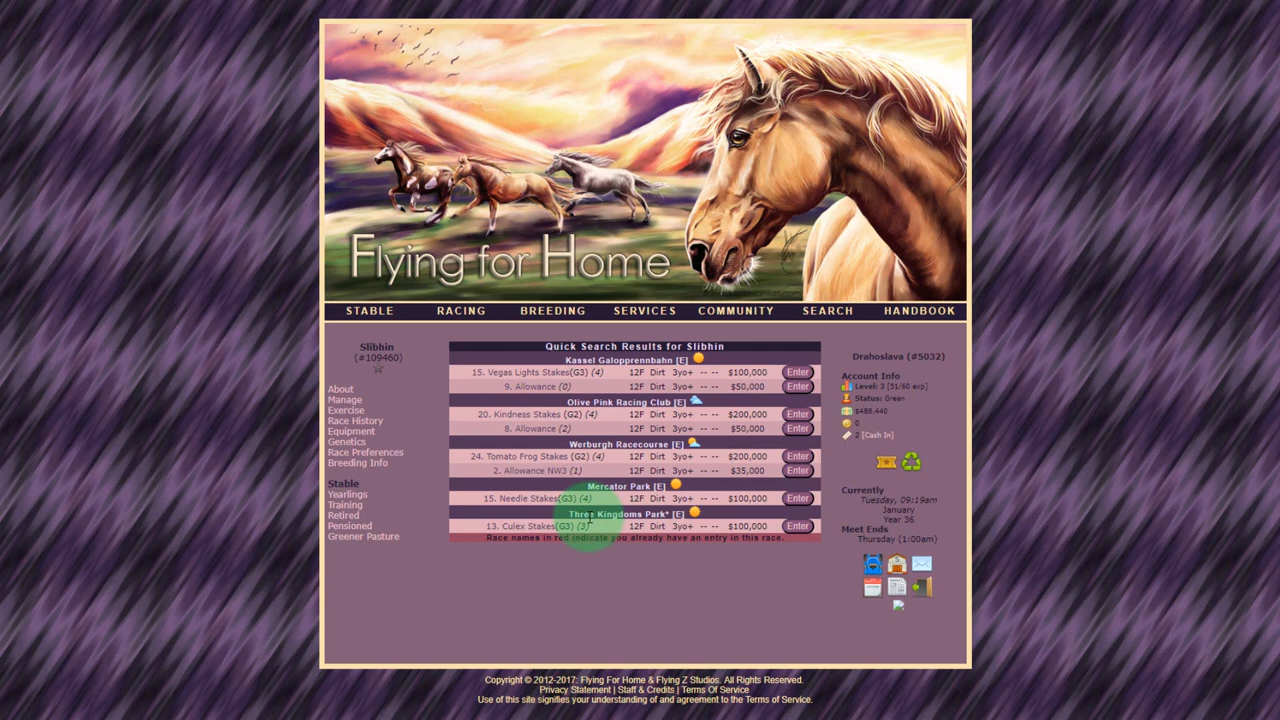 Flying for Home
STABLE RACING BREEDING SERVICES COMMUNITY SEARCH HANDBOOK
Slibhin
(#109460)
About
Manage
Exercise
Race History
Equipment
Genetics
Race Preferences
Breeding Info
Stable
Yearlings
Training
Retired
Pensioned
Greener Pasture
Quick Search Results for Slibhin
Kassel Galopprennbahn [E]
15. Vegas Lights Stakes(G3) (4) 12F Dirt 3yo+ -- -- $100,000 Enter
9. Allowance (0) 12F Dirt 3yo+ -- -- $50,000 Enter
Olive Pink Racing Club [E]
20. Kindness Stakes (G2) (4) 12F Dirt 3yo+ -- -- $200,000 Enter
8. Allowance (2) 12F Dirt 3yo+ -- -- $50,000 Enter
Werburgh Racecourse [E]
24. Tomato Frog Stakes (G2) (4) 12F Dirt 3yo+ -- -- $200,000 Enter
2. Allowance NW3 (1) 12F Dirt 3yo+ -- -- $35,000 Enter
Mercator Park [E]
15. Needle Stakes(G3) (4) 12F Dirt 3yo+ -- -- $100,000 Enter
Three Kingdoms Park* [E]
13. Culex Stakes(G3) (3) 12F Dirt 3yo+ -- -- $100,000 Enter
Race names in red indicate you already have an entry in this race.
Drahoslava (#5032)
Account Info
Level: 3 [51/60 exp]
Status: Green
$488,440
0
2 [Cash In]
Currently
Tuesday, 09:19am
January
Year 36
Meet Ends
Thursday (1:00am)
Copyright © 2012-2017: Flying For Home & Flying Z Studios. All Rights Reserved.
Privacy Statement | Staff & Credits | Terms Of Service
Use of this site signifies your understanding of and agreement to the Terms of Service.